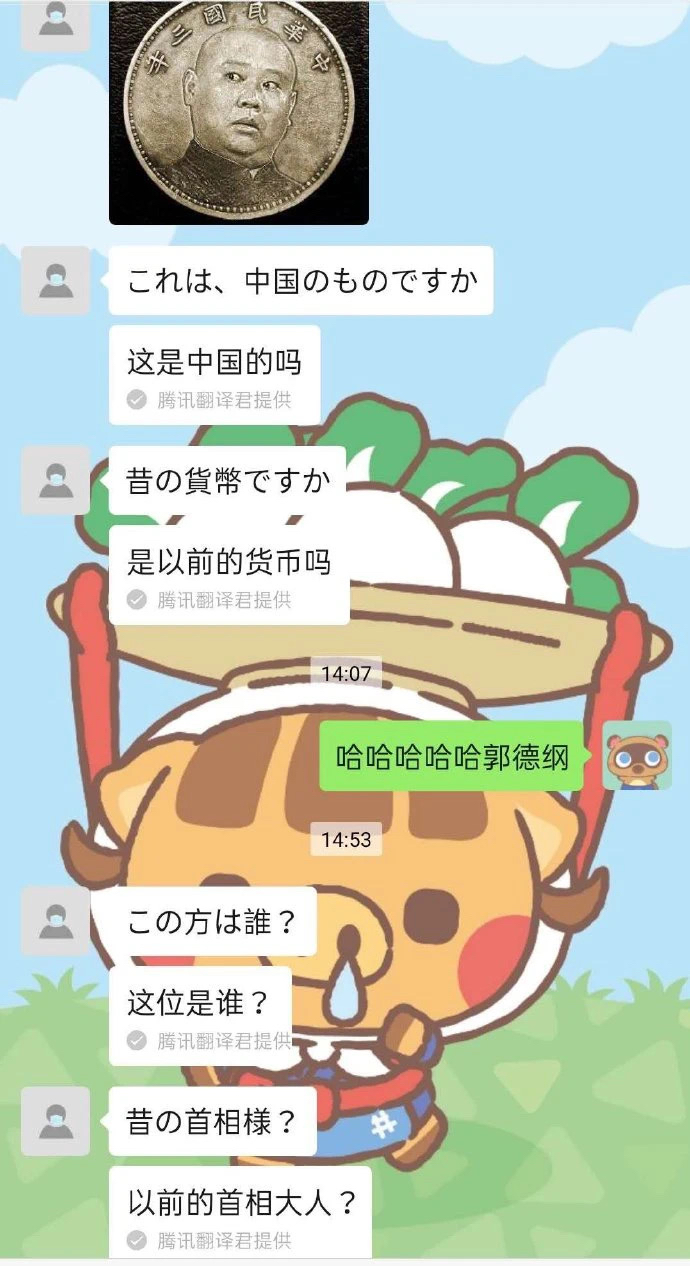 中華民國三年
これは、中国のものですか
这是中国的吗
腾讯翻译君提供
昔の貨幣ですか
是以前的货币吗
腾讯翻译君提供
14:07
哈哈哈哈哈郭德纲
14:53
この方は誰？
这位是谁？
腾讯翻译君提供
昔の首相様？
以前的首相大人？
腾讯翻译君提供